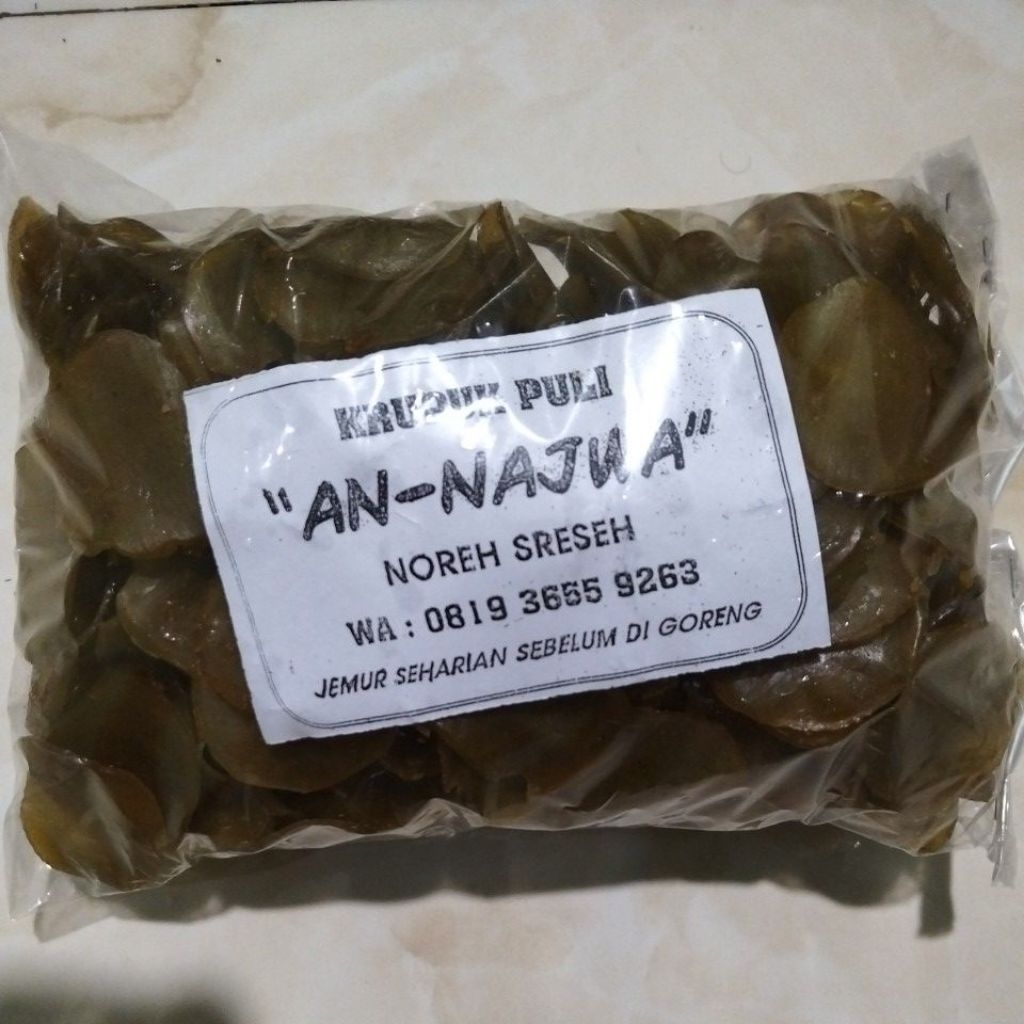 KRUPUK PULI
"AN-NAJWA"
NOREH SRESEH
WA : 0819 3655 9263
JEMUR SEHARIAN SEBELUM DI GORENG